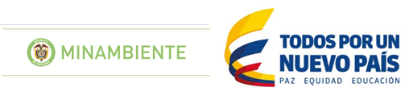 MINAMBIENTE
TODOS POR UN
NUEVO PAÍS
PAZ EQUIDAD EDUCACIÓN